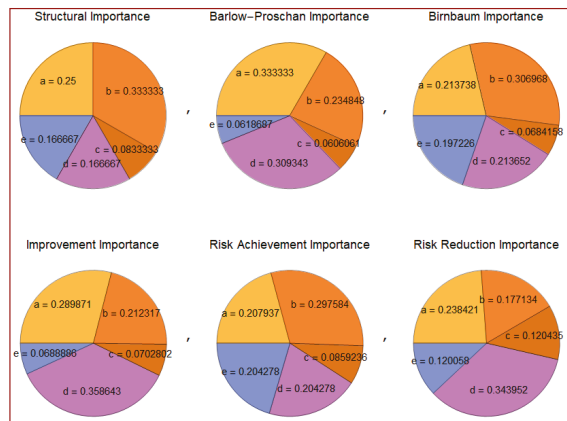 Structural Importance
a = 0.25
b = 0.333333
c = 0.0833333
d = 0.166667
e = 0.166667
,
Barlow-Proschan Importance
a = 0.333333
b = 0.234848
c = 0.0606061
d = 0.309343
e = 0.0618687
,
Birnbaum Importance
a = 0.213738
b = 0.306968
c = 0.0684158
d = 0.213652
e = 0.197226
Improvement Importance
a = 0.289871
b = 0.212317
c = 0.0702802
d = 0.358643
e = 0.0688886
,
Risk Achievement Importance
a = 0.207937
b = 0.297584
c = 0.0859236
d = 0.204278
e = 0.204278
,
Risk Reduction Importance
a = 0.238421
b = 0.177134
c = 0.120435
d = 0.343952
e = 0.120058